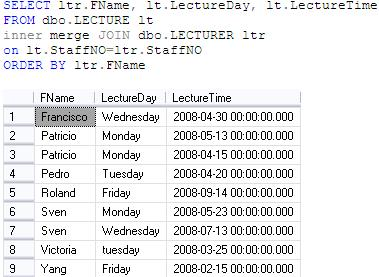 SELECT ltr.FName, lt.LectureDay, lt.LectureTime
FROM dbo.LECTURE lt
inner merge JOIN dbo.LECTURER ltr
on lt.StaffNO=ltr.StaffNO
ORDER BY ltr.FName
FName LectureDay LectureTime
1 Francisco Wednesday 2008-04-30 00:00:00.000
2 Patricio Monday 2008-05-13 00:00:00.000
3 Patricio Monday 2008-04-15 00:00:00.000
4 Pedro Tuesday 2008-04-20 00:00:00.000
5 Roland Friday 2008-09-14 00:00:00.000
6 Sven Monday 2008-05-23 00:00:00.000
7 Sven Wednesday 2008-07-13 00:00:00.000
8 Victoria tuesday 2008-03-25 00:00:00.000
9 Yang Friday 2008-02-15 00:00:00.000